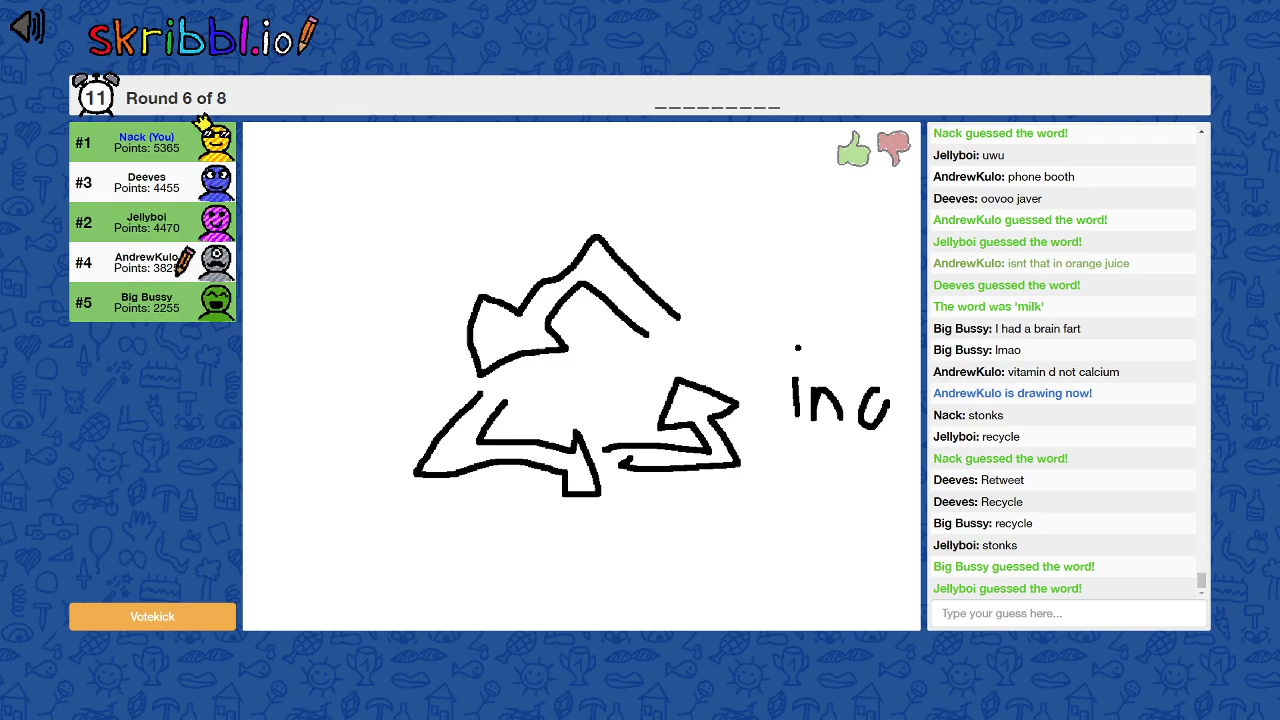 skribbl.io
11
Round 6 of 8
_________
#1
Nack (You)
Points: 5365
#3
Deeves
Points: 4455
#2
Jellyboi
Points: 4470
#4
AndrewKulo
Points: 3825
#5
Big Bussy
Points: 2255
Votekick
ing
Nack guessed the word!
Jellyboi: uwu
AndrewKulo: phone booth
Deeves: oovoo javer
AndrewKulo guessed the word!
Jellyboi guessed the word!
AndrewKulo: isnt that in orange juice
Deeves guessed the word!
The word was 'milk'
Big Bussy: I had a brain fart
Big Bussy: lmao
AndrewKulo: vitamin d not calcium
AndrewKulo is drawing now!
Nack: stonks
Jellyboi: recycle
Nack guessed the word!
Deeves: Retweet
Deeves: Recycle
Big Bussy: recycle
Jellyboi: stonks
Big Bussy guessed the word!
Jellyboi guessed the word!
Type your guess here...